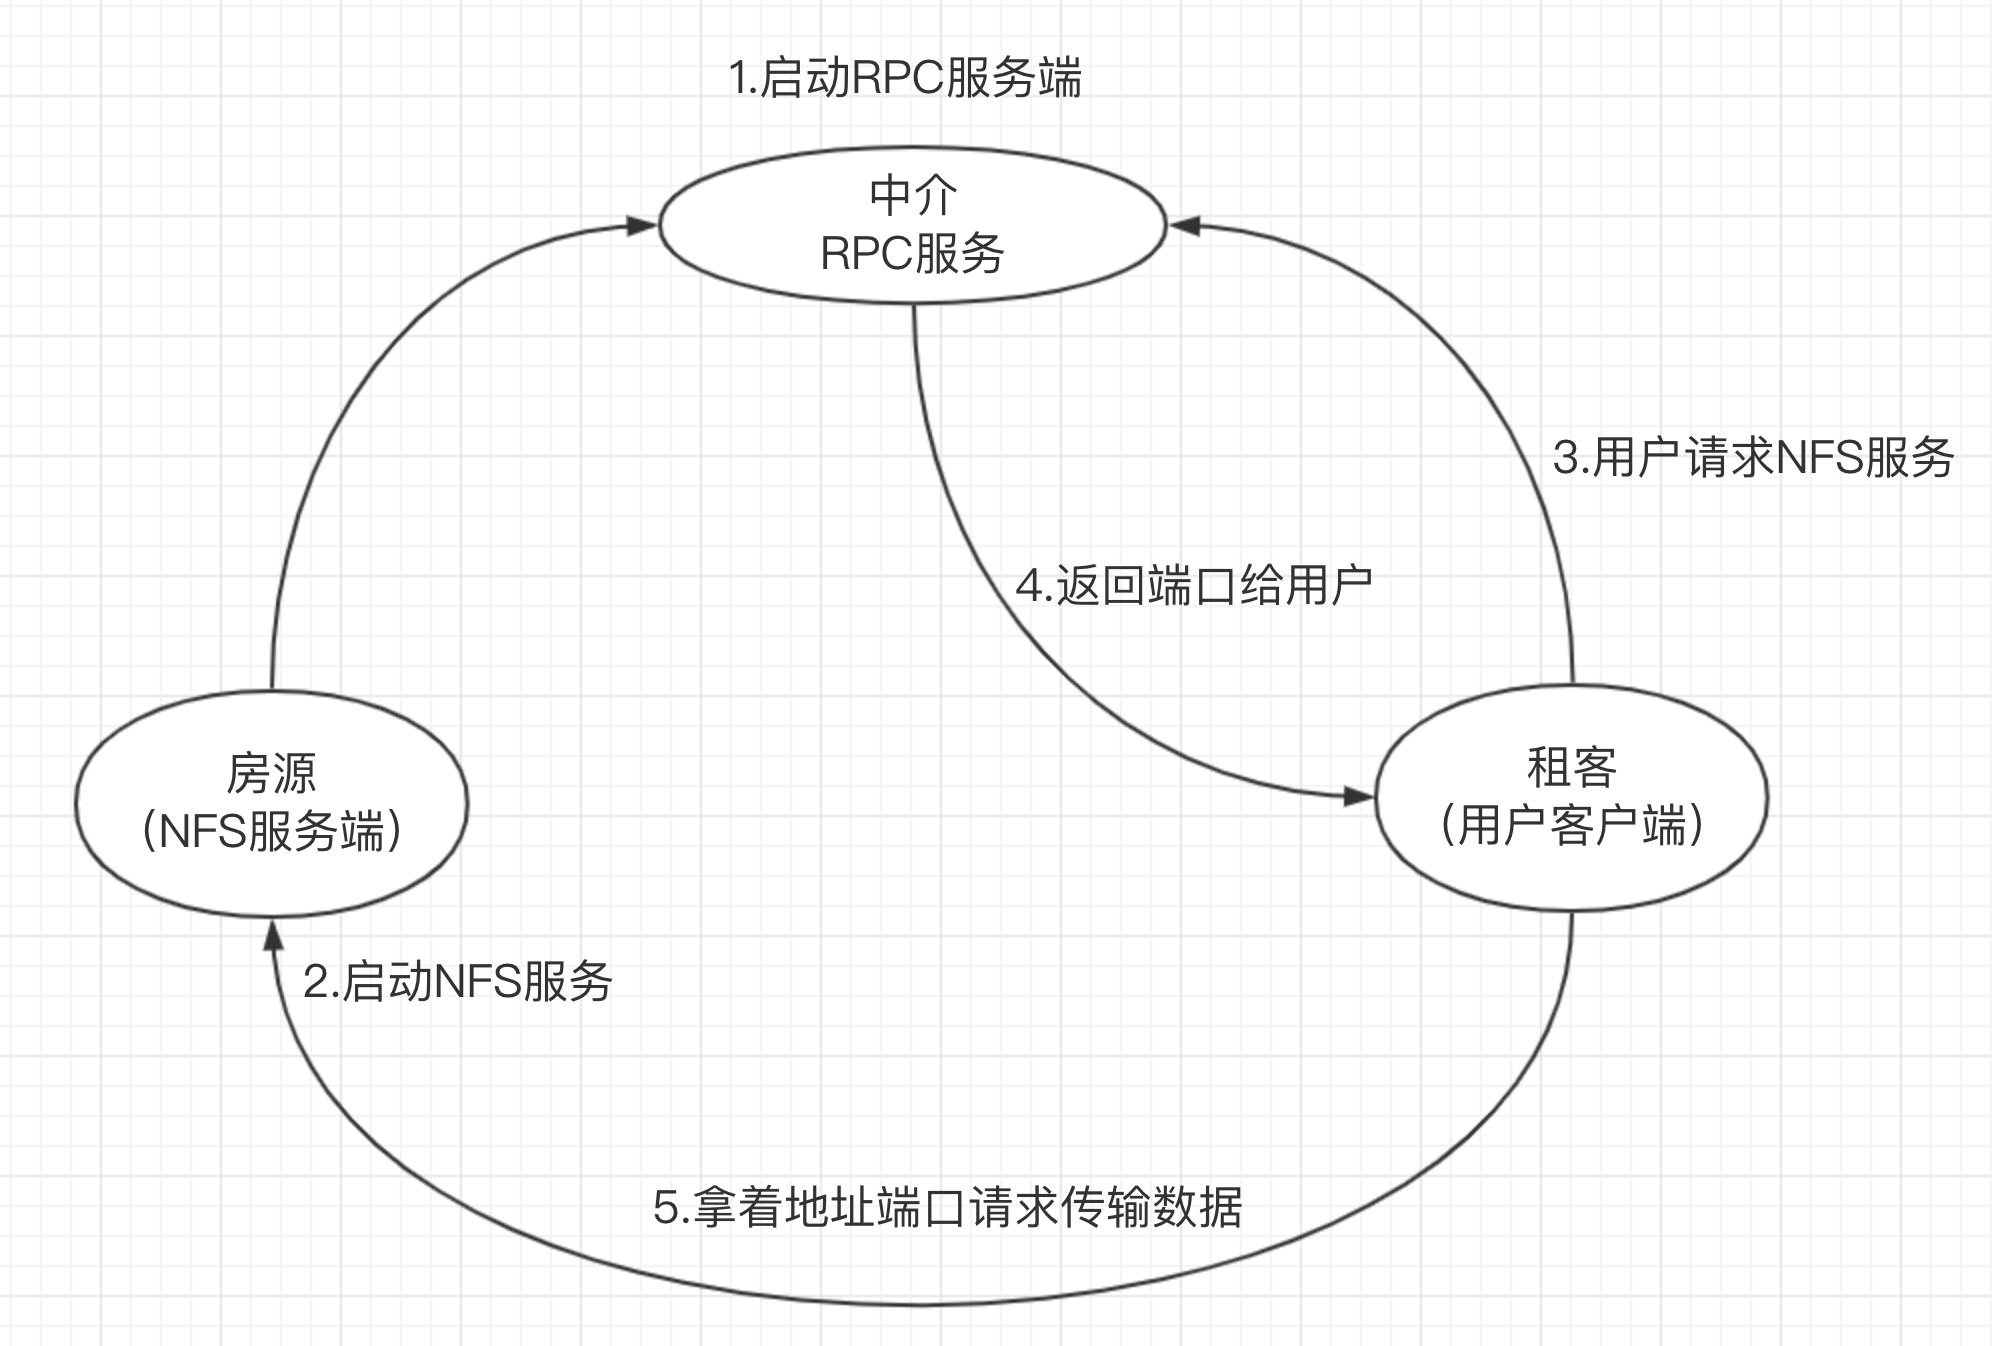 1.启动RPC服务端
中介
RPC服务
3.用户请求NFS服务
4.返回端口给用户
房源
（NFS服务端）
租客
（用户客户端）
2.启动NFS服务
5.拿着地址端口请求传输数据